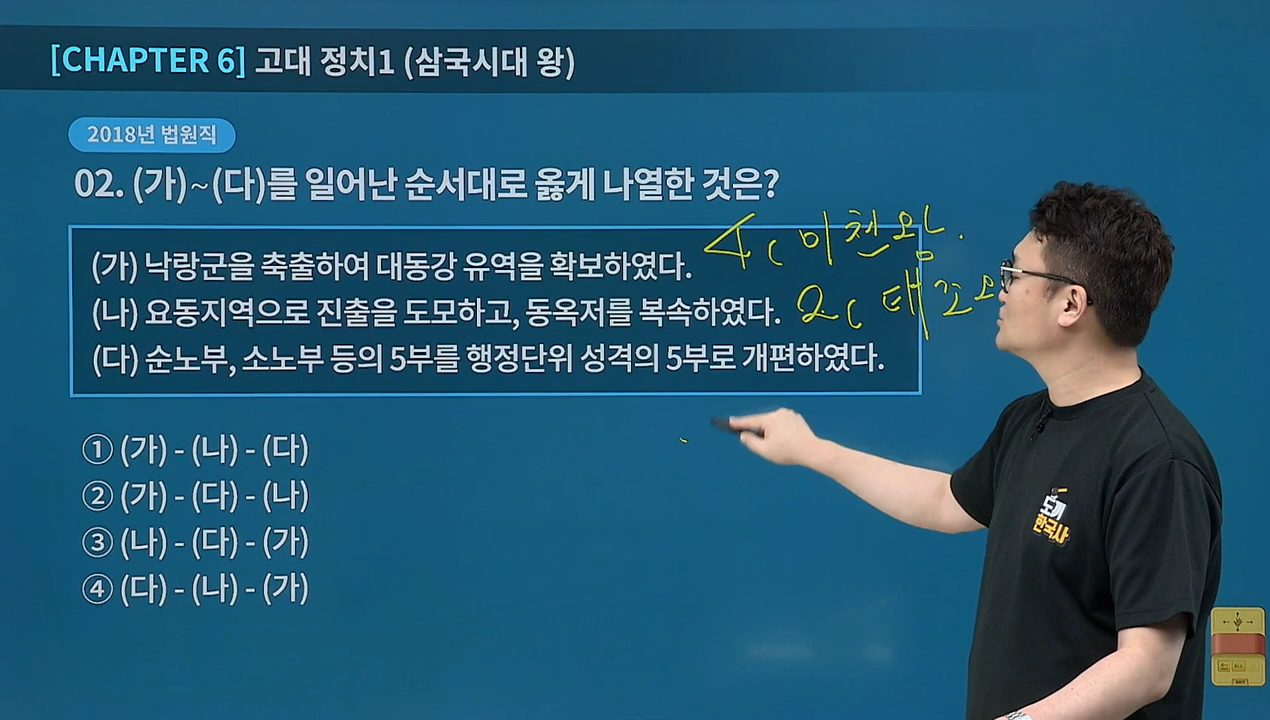 [CHAPTER 6] 고대 정치1 (삼국시대 왕)
2018년 법원직
02. (가)~(다)를 일어난 순서대로 옳게 나열한 것은?
(가) 낙랑군을 축출하여 대동강 유역을 확보하였다. 4C 미천왕.
(나) 요동지역으로 진출을 도모하고, 동옥저를 복속하였다. 2C 태조
(다) 순노부, 소노부 등의 5부를 행정단위 성격의 5부로 개편하였다.
① (가) - (나) - (다)
② (가) - (다) - (나)
③ (나) - (다) - (가)
④ (다) - (나) - (가)
도끼
한국사
ALL